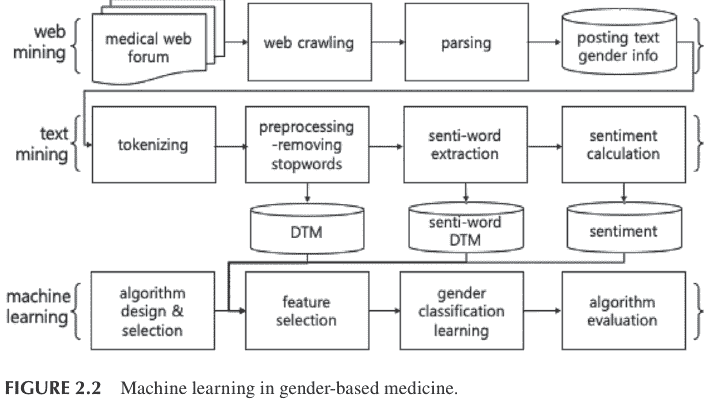 web
mining
medical web
forum
web crawling
parsing
posting text
gender info
text
mining
tokenizing
preprocessing
-removing
stopwords
senti-word
extraction
sentiment
calculation
DTM
senti-word
DTM
sentiment
machine
learning
algorithm
design &
selection
feature
selection
gender
classification
learning
algorithm
evaluation
FIGURE 2.2 Machine learning in gender-based medicine.